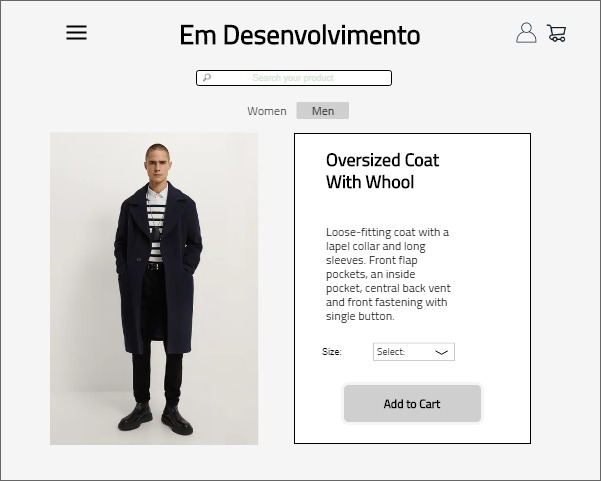 Em Desenvolvimento
Search your product
Women
Men
Oversized Coat
With Whool
Loose-fitting coat with a
lapel collar and long
sleeves. Front flap
pockets, an inside
pocket, central back vent
and front fastening with
single button.
Size:
Select:
Add to Cart